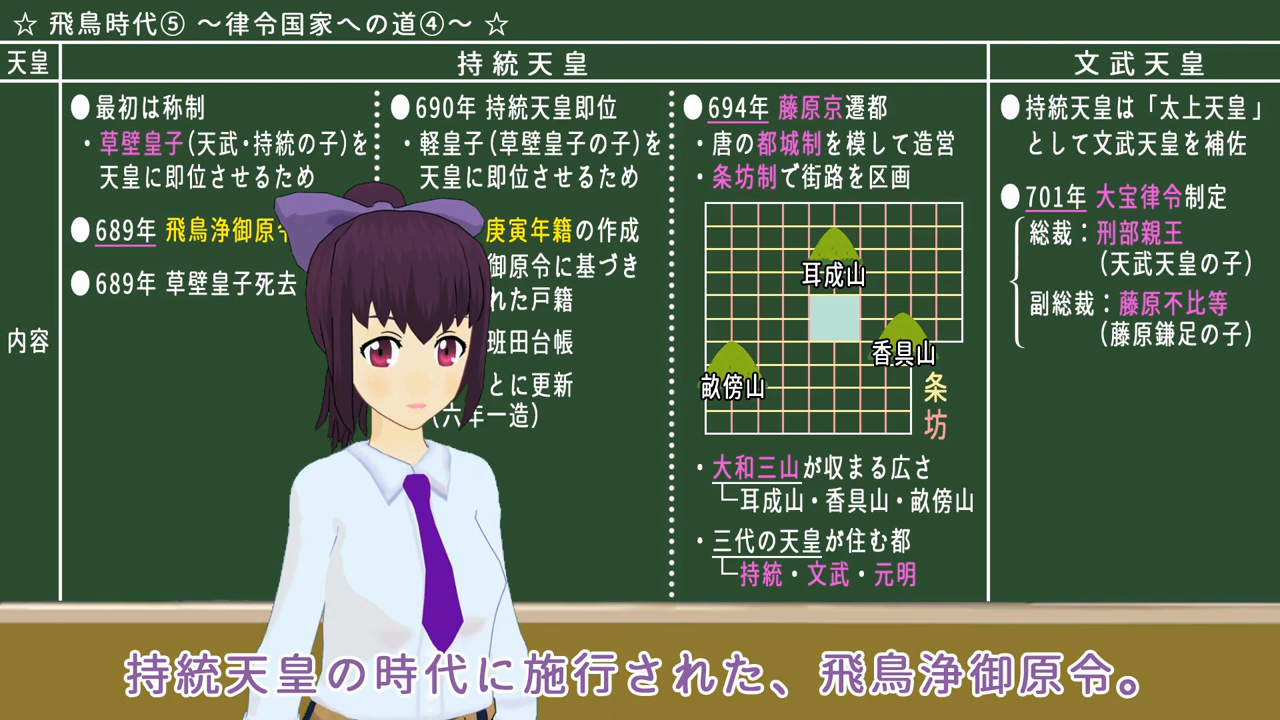 ☆ 飛鳥時代⑤ ～律令国家への道④～ ☆
天皇
持統天皇
文武天皇
内容
●最初は称制
・草壁皇子(天武・持統の子)を
天皇に即位させるため
●689年 飛鳥浄御原令
●689年 草壁皇子死去
●690年 持統天皇即位
・軽皇子(草壁皇子の子)を
天皇に即位させるため
庚寅年籍の作成
御原令に基づき
れた戸籍
班田台帳
とに更新
(六年一造)
●694年 藤原京遷都
・唐の都城制を模して造営
・条坊制で街路を区画
耳成山
香具山
畝傍山
条
坊
・大和三山が収まる広さ
└耳成山・香具山・畝傍山
・三代の天皇が住む都
└持統・文武・元明
●持統天皇は「太上天皇」
として文武天皇を補佐
●701年 大宝律令制定
総裁：刑部親王
(天武天皇の子)
副総裁：藤原不比等
(藤原鎌足の子)
持統天皇の時代に施行された、飛鳥浄御原令。